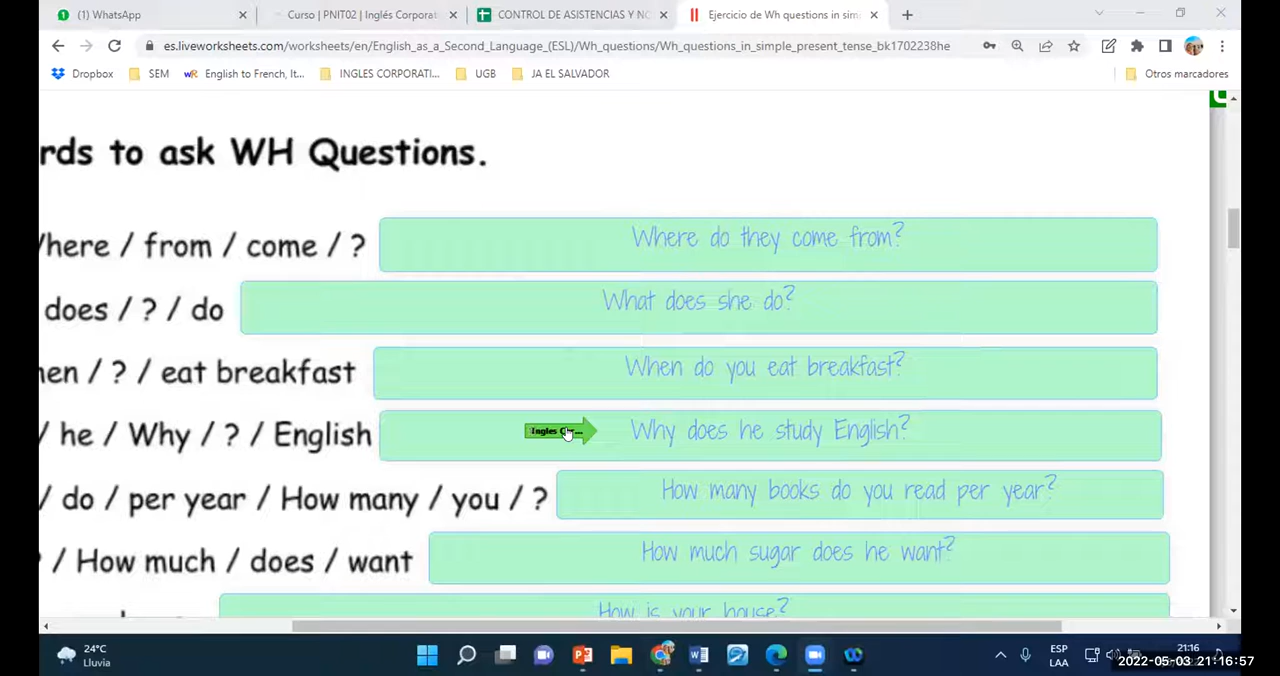 (1) WhatsApp
Curso | PNIT02 | Inglés Corporat
CONTROL DE ASISTENCIAS Y NO
Ejercicio de Wh questions in sim
es.liveworksheets.com/worksheets/en/English_as_a_Second_Language_(ESL)/Wh_questions/Wh_questions_in_simple_present_tense_bk1702238he
Dropbox
SEM
English to French, It...
INGLES CORPORATI...
UGB
JA EL SALVADOR
Otros marcadores
rds to ask WH Questions.
Where / from / come / ?
Where do they come from?
does / ? / do
What does she do?
en / ? / eat breakfast
When do you eat breakfast?
/ he / Why / ? / English
Ingles
Why does he study English?
/ do / per year / How many / you / ?
How many books do you read per year?
/ How much / does / want
How much sugar does he want?
How is your house?
24°C
Lluvia
ESP
LAA
21:16
2022-05-03 21:16:57